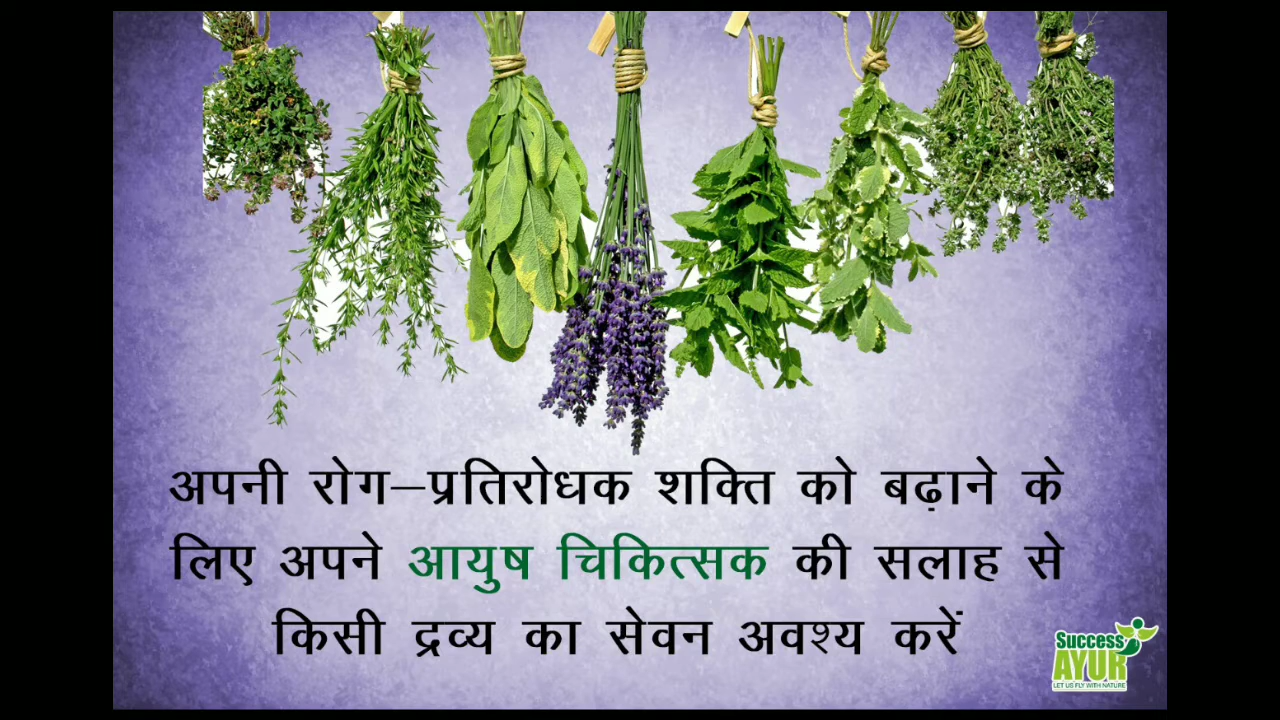 अपनी रोग–प्रतिरोधक शक्ति को बढ़ाने के
लिए अपने आयुष चिकित्सक की सलाह से
किसी द्रव्य का सेवन अवश्य करें
Success
AYUR
LET US FLY WITH NATURE